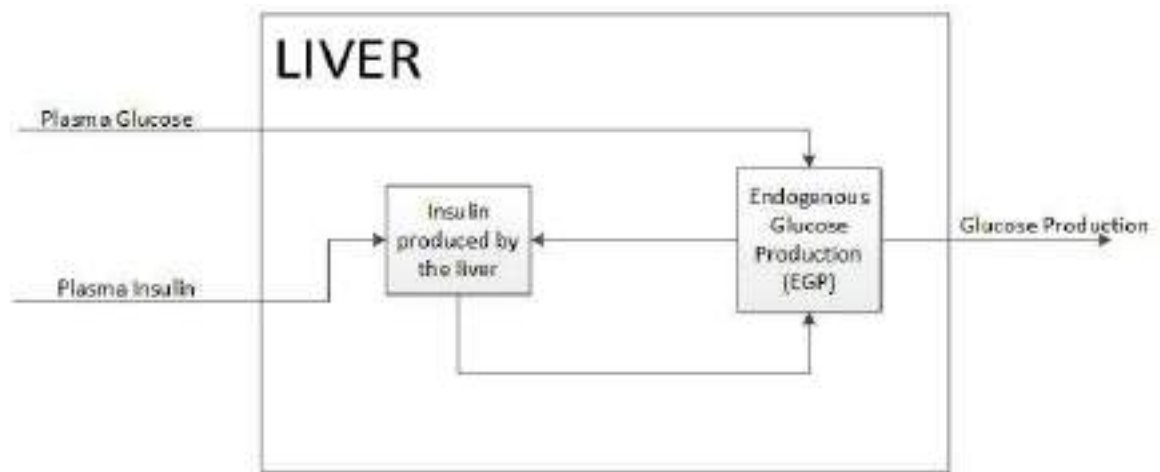 LIVER
Plasma Glucose
Insulin
produced by
the liver
Endogenous
Glucose
Production
(EGP)
Glucose Production
Plasma Insulin